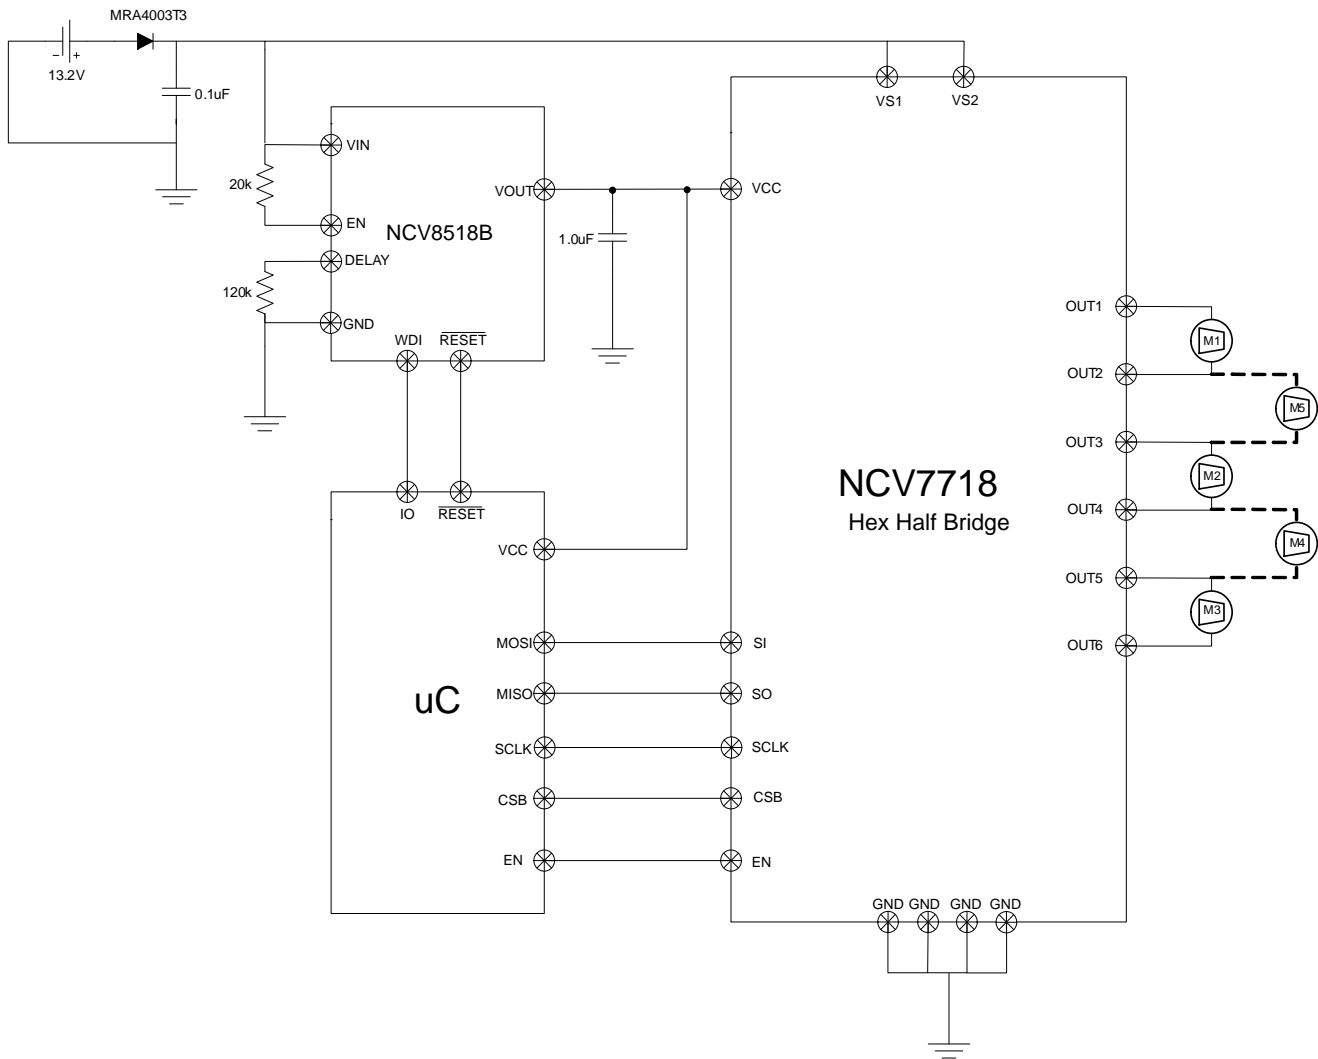 MRA4003T3
- +
13.2V
0.1uF
VS1
VS2
VIN
20k
EN
DELAY
120k
GND
NCV8518B
VOUT
WDI
RESET
1.0uF
VCC
OUT1
OUT2
OUT3
OUT4
OUT5
OUT6
M1
M5
M2
M4
M3
NCV7718
Hex Half Bridge
IO
RESET
VCC
MOSI
MISO
SCLK
CSB
EN
uC
SI
SO
SCLK
CSB
EN
GND GND GND GND